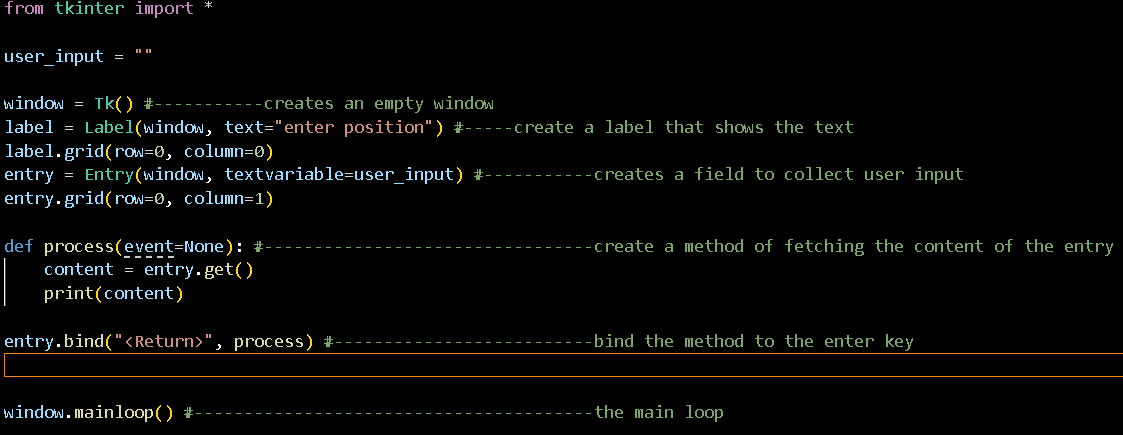 from tkinter import *
user_input = ""
window = Tk() #-----------creates an empty window
label = Label(window, text="enter position") #-----create a label that shows the text
label.grid(row=0, column=0)
entry = Entry(window, textvariable=user_input) #-----------creates a field to collect user input
entry.grid(row=0, column=1)
def process(event=None): #---------------------------------create a method of fetching the content of the entry
    content = entry.get()
    print(content)
entry.bind("<Return>", process) #--------------------------bind the method to the enter key
window.mainloop() #----------------------------------------the main loop